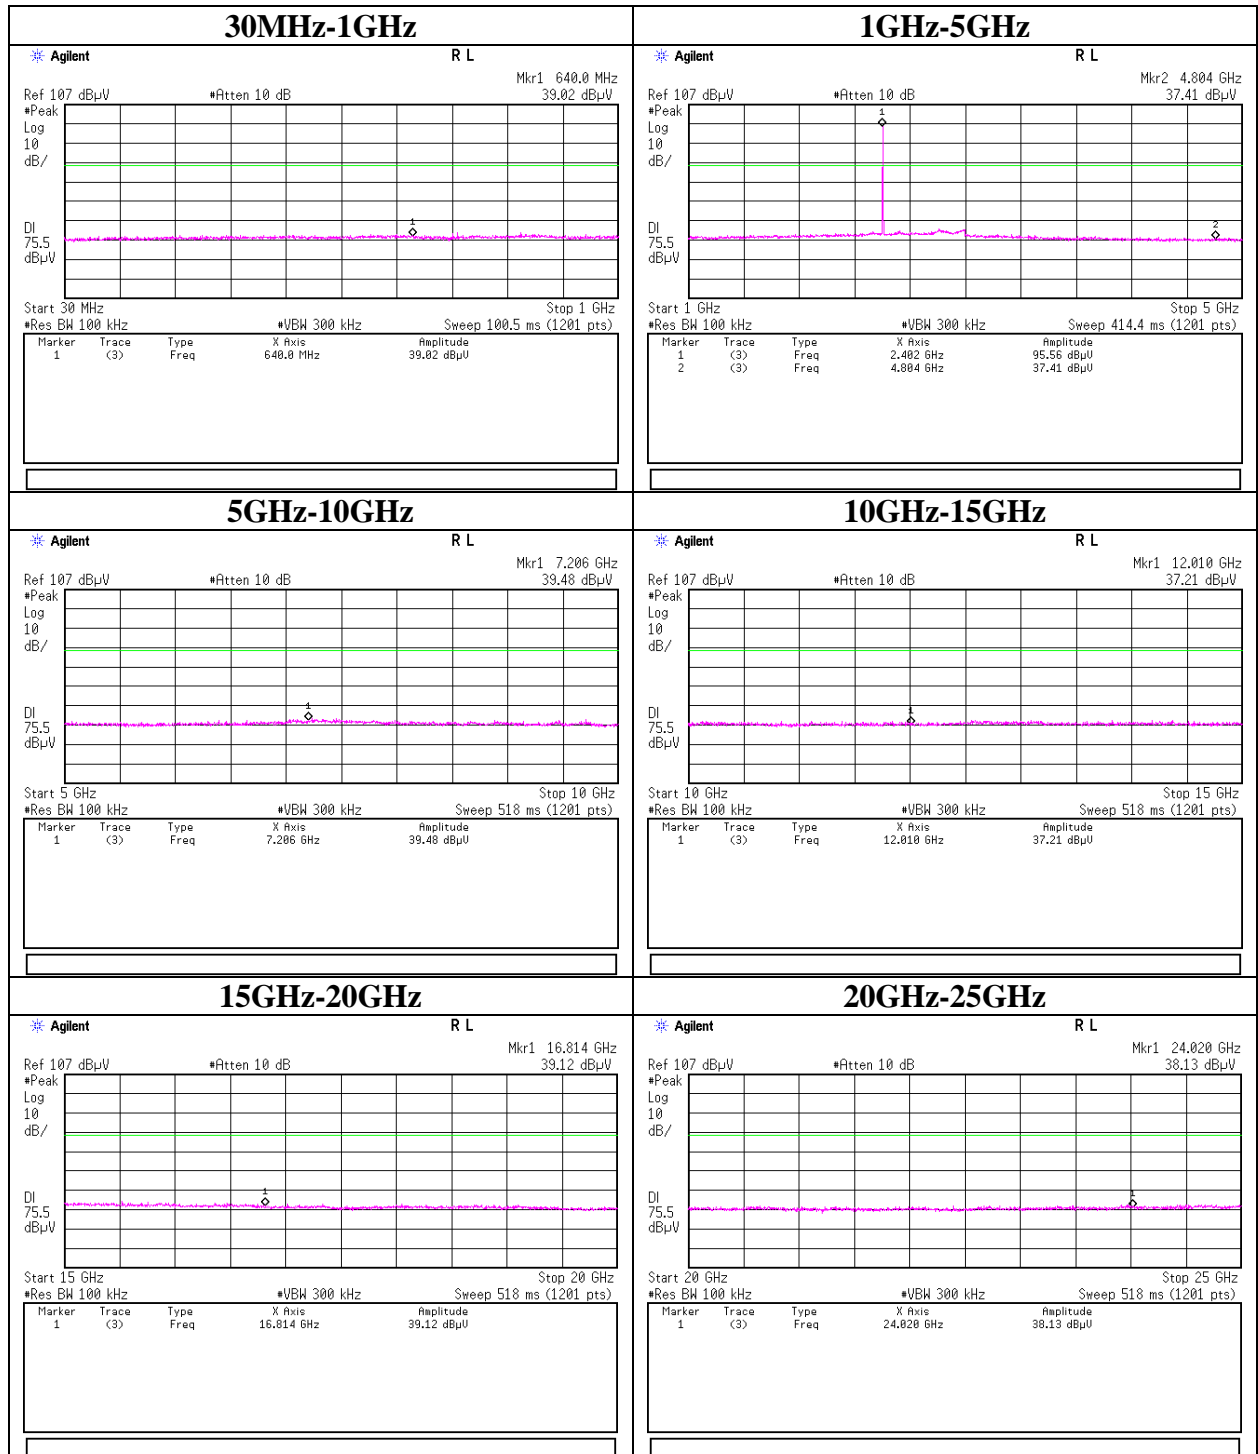 30MHz-1GHz
Agilent R L
Mkr1 640.0 MHz
Ref 107 dBµV #Atten 10 dB 39.02 dBµV
#Peak
Log
10
dB/
DI
75.5
dBµV
1
Start 30 MHz Stop 1 GHz
#Res BW 100 kHz #VBW 300 kHz Sweep 100.5 ms (1201 pts)
Marker Trace Type X Axis Amplitude
1 (3) Freq 640.0 MHz 39.02 dBµV
1GHz-5GHz
Agilent R L
Mkr2 4.804 GHz
Ref 107 dBµV #Atten 10 dB 37.41 dBµV
#Peak
Log
10
dB/
DI
75.5
dBµV
1
2
Start 1 GHz Stop 5 GHz
#Res BW 100 kHz #VBW 300 kHz Sweep 414.4 ms (1201 pts)
Marker Trace Type X Axis Amplitude
1 (3) Freq 2.402 GHz 95.56 dBµV
2 (3) Freq 4.804 GHz 37.41 dBµV
5GHz-10GHz
Agilent R L
Mkr1 7.206 GHz
Ref 107 dBµV #Atten 10 dB 39.48 dBµV
#Peak
Log
10
dB/
DI
75.5
dBµV
1
Start 5 GHz Stop 10 GHz
#Res BW 100 kHz #VBW 300 kHz Sweep 518 ms (1201 pts)
Marker Trace Type X Axis Amplitude
1 (3) Freq 7.206 GHz 39.48 dBµV
10GHz-15GHz
Agilent R L
Mkr1 12.010 GHz
Ref 107 dBµV #Atten 10 dB 37.21 dBµV
#Peak
Log
10
dB/
DI
75.5
dBµV
1
Start 10 GHz Stop 15 GHz
#Res BW 100 kHz #VBW 300 kHz Sweep 518 ms (1201 pts)
Marker Trace Type X Axis Amplitude
1 (3) Freq 12.010 GHz 37.21 dBµV
15GHz-20GHz
Agilent R L
Mkr1 16.814 GHz
Ref 107 dBµV #Atten 10 dB 39.12 dBµV
#Peak
Log
10
dB/
DI
75.5
dBµV
1
Start 15 GHz Stop 20 GHz
#Res BW 100 kHz #VBW 300 kHz Sweep 518 ms (1201 pts)
Marker Trace Type X Axis Amplitude
1 (3) Freq 16.814 GHz 39.12 dBµV
20GHz-25GHz
Agilent R L
Mkr1 24.020 GHz
Ref 107 dBµV #Atten 10 dB 38.13 dBµV
#Peak
Log
10
dB/
DI
75.5
dBµV
1
Start 20 GHz Stop 25 GHz
#Res BW 100 kHz #VBW 300 kHz Sweep 518 ms (1201 pts)
Marker Trace Type X Axis Amplitude
1 (3) Freq 24.020 GHz 38.13 dBµV